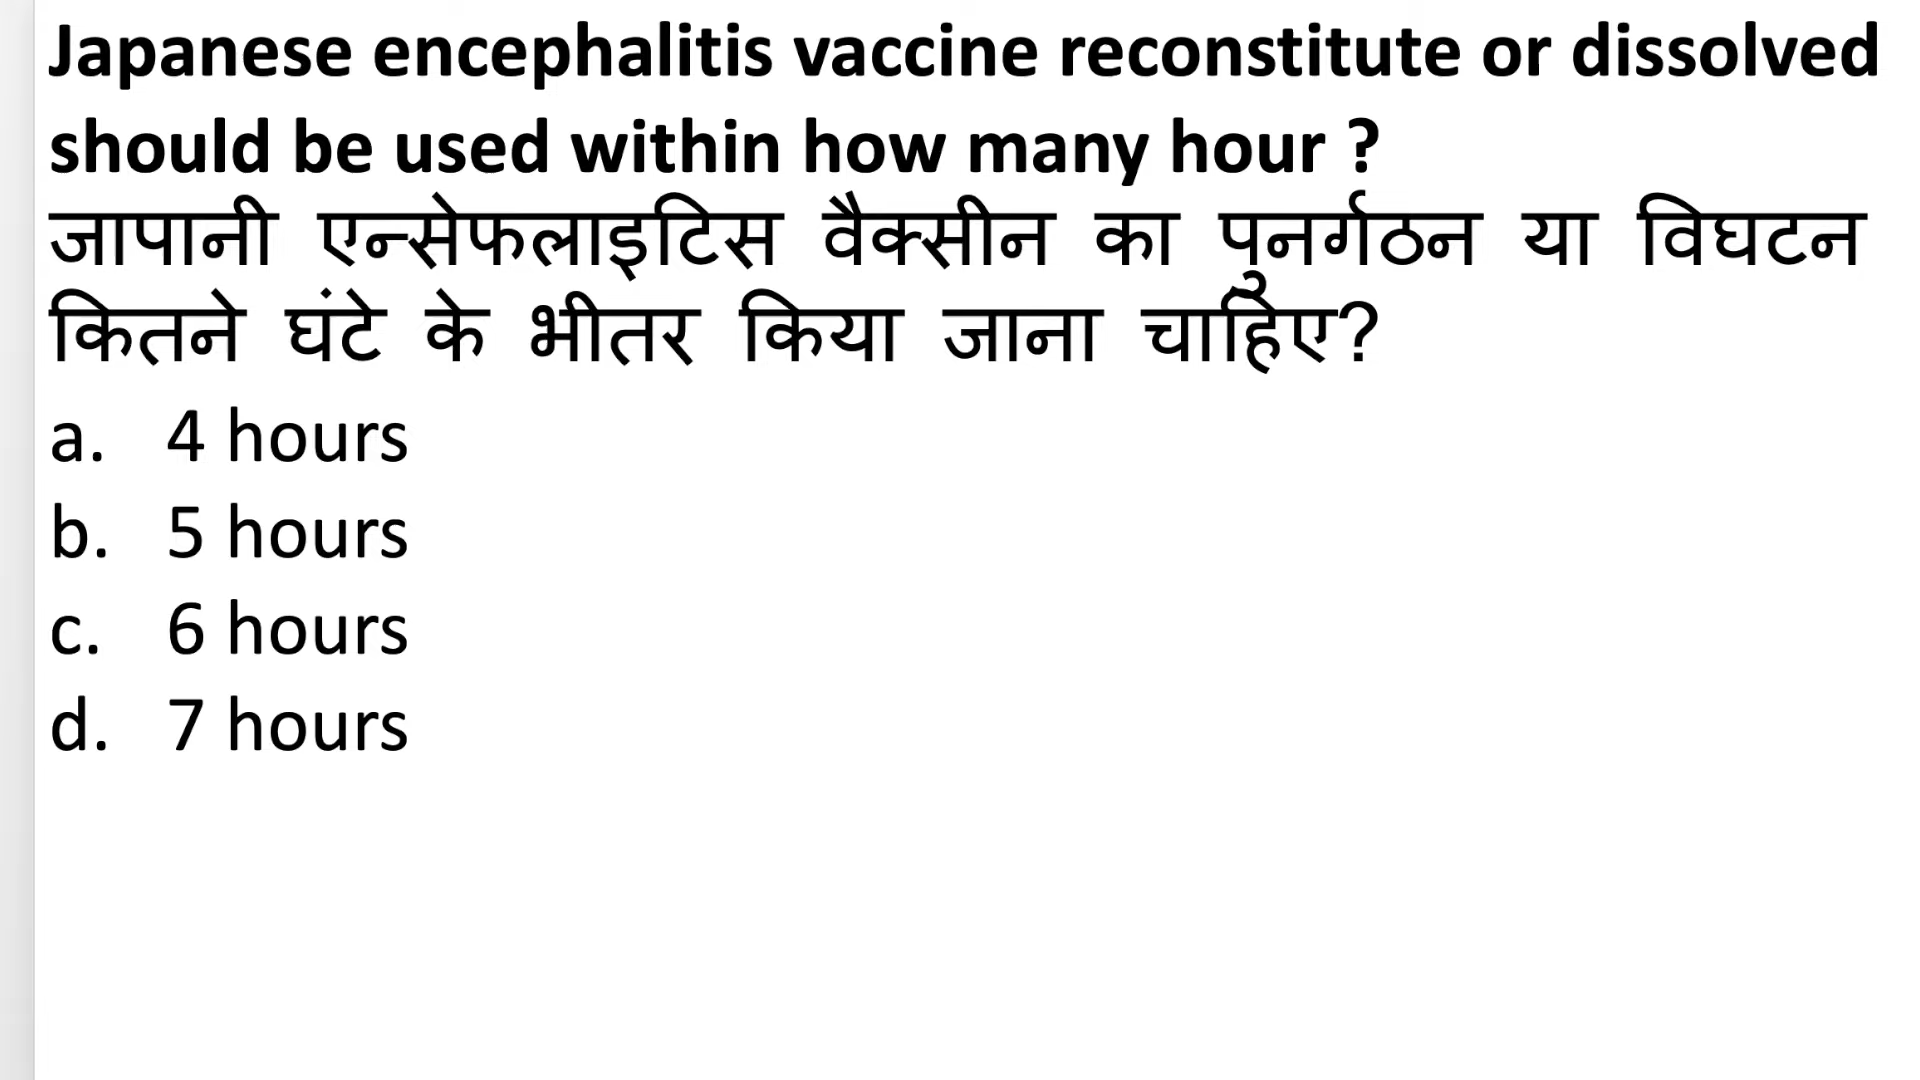 Japanese encephalitis vaccine reconstitute or dissolved
should be used within how many hour ?
जापानी एन्सेफलाइटिस वैक्सीन का पुनर्गठन या विघटन
कितने घंटे के भीतर किया जाना चाहिए?
a. 4 hours
b. 5 hours
c. 6 hours
d. 7 hours